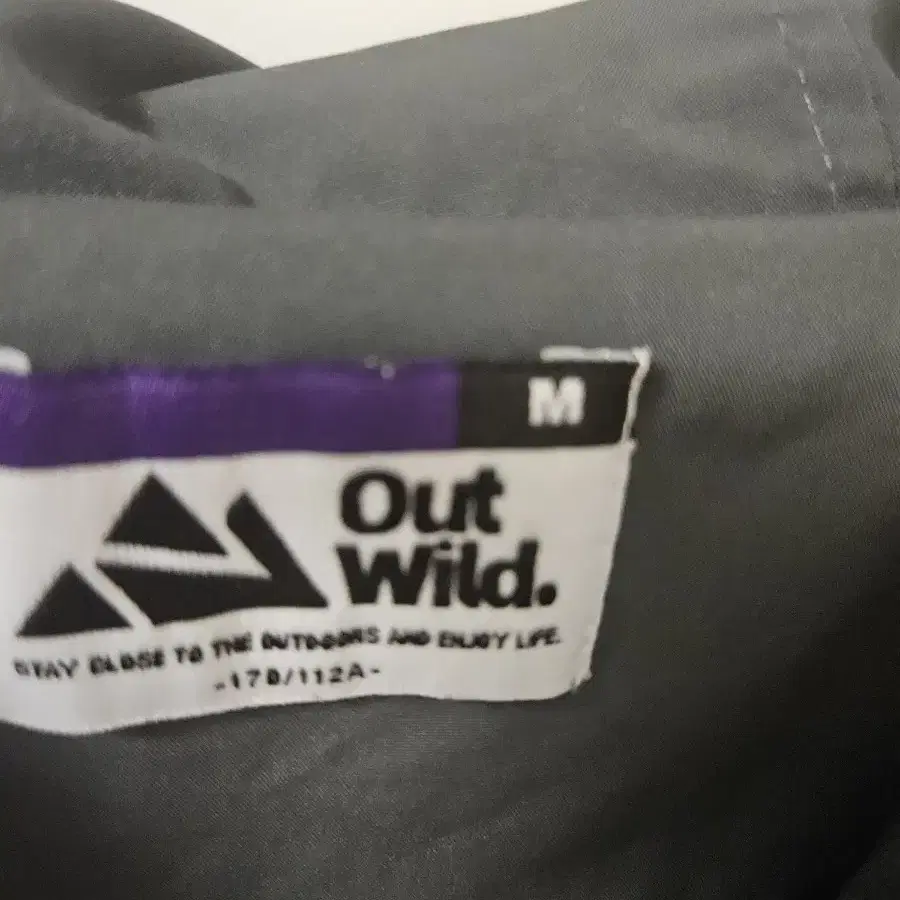 M
Out
Wild.
STAY CLOSE TO THE OUTDOORS AND ENJOY LIFE.
-170/112A-